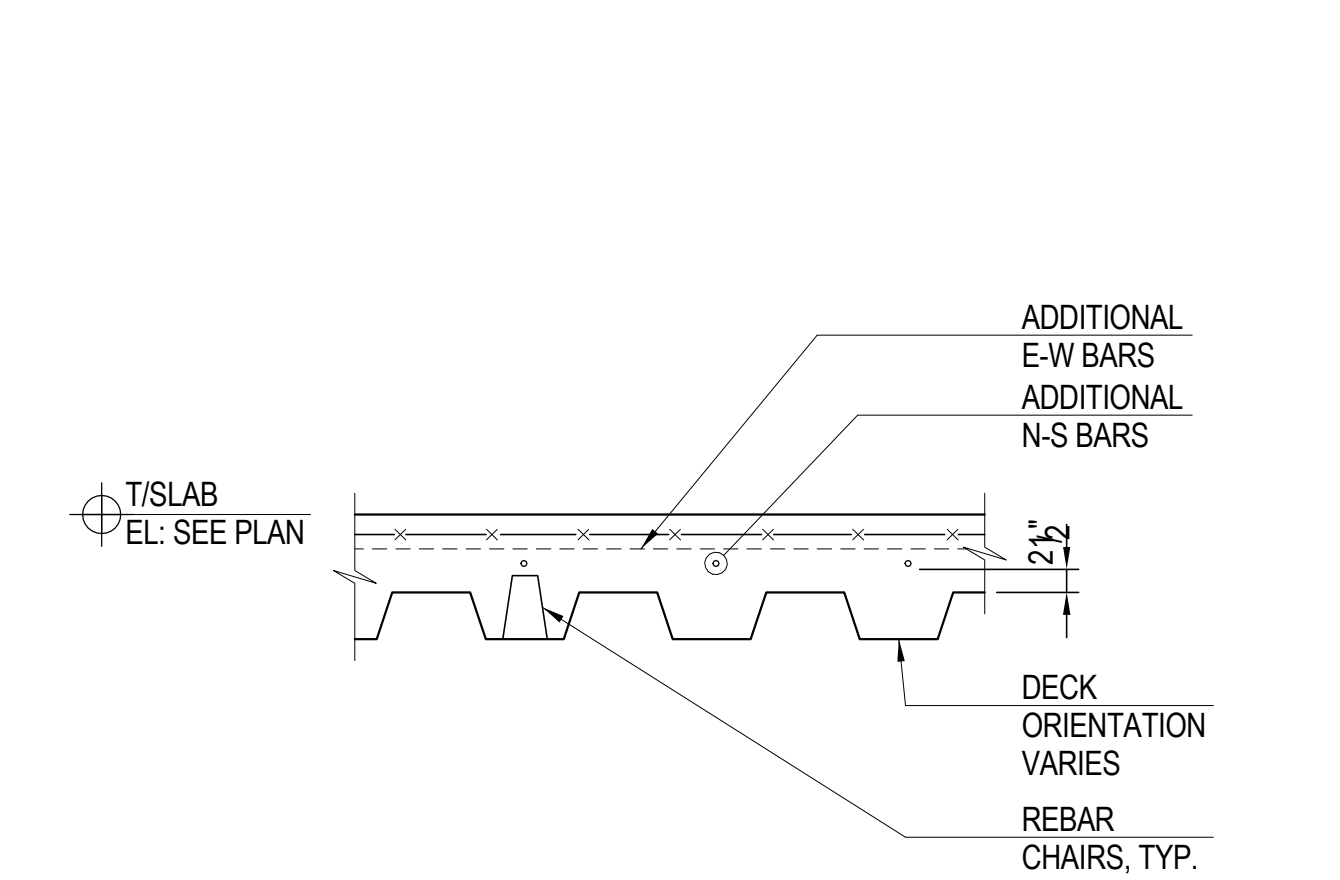 ADDITIONAL
E-W BARS
ADDITIONAL
N-S BARS
T/SLAB
EL: SEE PLAN
2½"
DECK
ORIENTATION
VARIES
REBAR
CHAIRS, TYP.